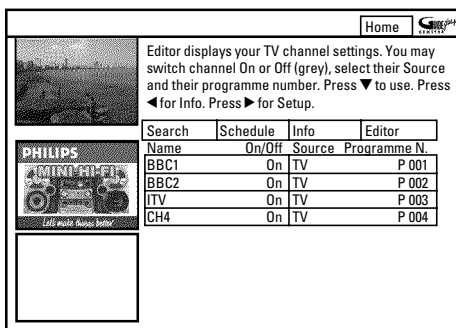 Home GUIDE Plus+
GEMSTAR
Editor displays your TV channel settings. You may
switch channel On or Off (grey), select their Source
and their programme number. Press ▼ to use. Press
◀ for Info. Press ▶ for Setup.
Search Schedule Info Editor
Name On/Off Source Programme N.
BBC1 On TV P 001
BBC2 On TV P 002
ITV On TV P 003
CH4 On TV P 004
PHILIPS
MINI-HI-FI
Let's make things better